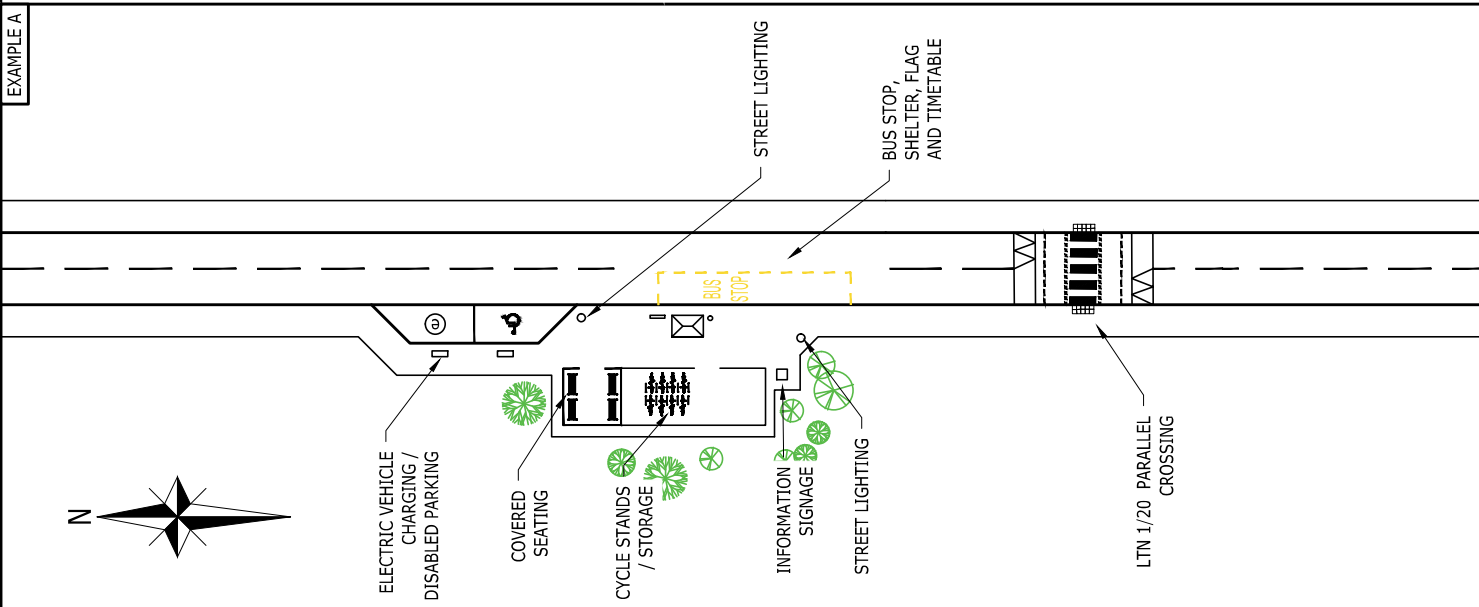 EXAMPLE A
N
ELECTRIC VEHICLE
CHARGING /
DISABLED PARKING
COVERED
SEATING
CYCLE STANDS
/ STORAGE
INFORMATION
SIGNAGE
STREET LIGHTING
LTN 1/20 PARALLEL
CROSSING
e
BUS
STOP
STREET LIGHTING
BUS STOP,
SHELTER, FLAG
AND TIMETABLE